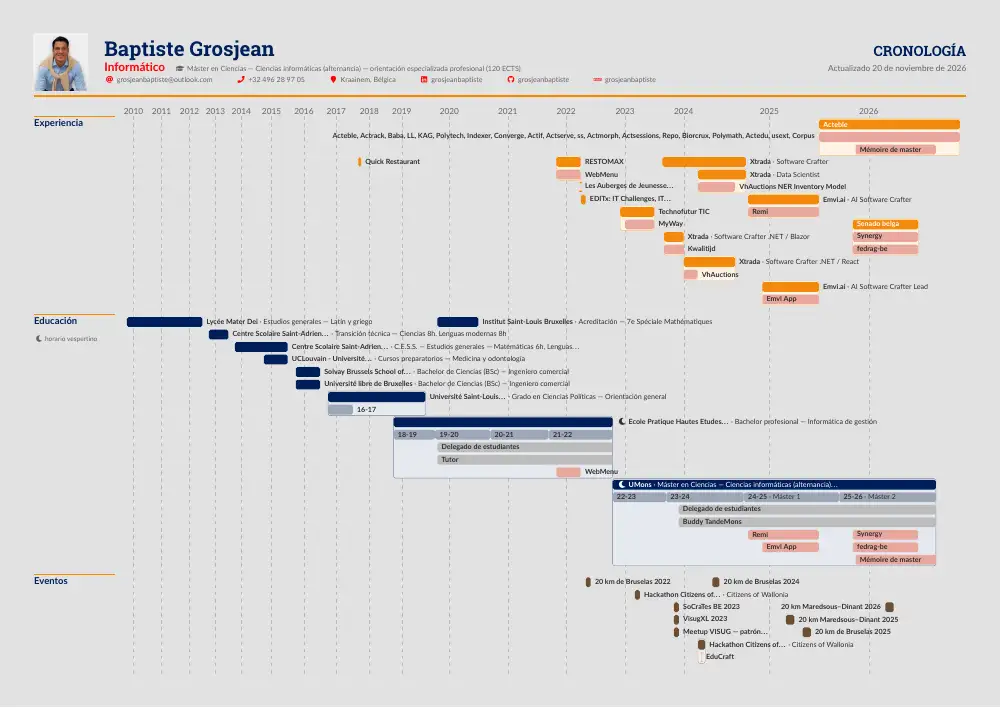 Baptiste Grosjean
CRONOLOGÍA
Informático Máster en Ciencias — Ciencias informáticas (alternancia) — orientación especializada profesional (120 ECTS)
Actualizado 20 de noviembre de 2026
grosjeanbaptiste@outlook.com +32 496 28 97 05 Kraainem, Bélgica grosjeanbaptiste grosjeanbaptiste grosjeanbaptiste
2010 2011 2012 2013 2014 2015 2016 2017 2018 2019 2020 2021 2022 2023 2024 2025 2026
Experiencia
Acteble
Acteble, Actrack, Baba, LL, KAG, Polytech, Indexer, Converge, Actif, Actserve, ss, Actmorph, Actsessions, Repo, Biorcrux, Polymath, Actedu, usext, Corpus
Mémoire de master
Quick Restaurant
RESTOMAX
Xtrada · Software Crafter
WebMenu
Xtrada · Data Scientist
Les Auberges de Jeunesse...
VhAuctions NER Inventory Model
EDITx: IT Challenges, IT...
Emvi.ai · AI Software Crafter
Technofutur TIC
Remi
MyWay
Senado belga
Xtrada · Software Crafter .NET / Blazor
Synergy
Kwalitijd
fedrag-be
Xtrada · Software Crafter .NET / React
VhAuctions
Emvi.ai · AI Software Crafter Lead
Emvi App
Educación
Lycée Mater Dei · Estudios generales — Latín y griego
Institut Saint-Louis Bruxelles · Acreditación — 7e Spéciale Mathématiques
horario vespertino
Centre Scolaire Saint-Adrien... · Transición técnica — Ciencias 8h, Lenguas modernas 8h
Centre Scolaire Saint-Adrien... · C.E.S.S. — Estudios generales — Matemáticas 6h, Lenguas...
UCLouvain - Université... · Cursos preparatorios — Medicina y odontología
Solvay Brussels School of... · Bachelor de Ciencias (BSc) — Ingeniero comercial
Université libre de Bruxelles · Bachelor de Ciencias (BSc) — Ingeniero comercial
Université Saint-Louis... · Grado en Ciencias Políticas — Orientación general
16-17
Ecole Pratique Hautes Etudes... · Bachelor profesional — Informática de gestión
18-19 19-20 20-21 21-22
Delegado de estudiantes
Tutor
WebMenu
UMons · Máster en Ciencias — Ciencias informáticas (alternancia)...
22-23 23-24 24-25 · Máster 1 25-26 · Máster 2
Delegado de estudiantes
Buddy TandeMons
Remi Synergy
Emvi App fedrag-be
Mémoire de master
Eventos
20 km de Bruselas 2022
20 km de Bruselas 2024
Hackathon Citizens of... · Citizens of Wallonia
SoCraTes BE 2023
20 km Maredsous–Dinant 2026
VisugXL 2023
20 km Maredsous–Dinant 2025
Meetup VISUG — patrón...
20 km de Bruselas 2025
Hackathon Citizens of... · Citizens of Wallonia
EduCraft